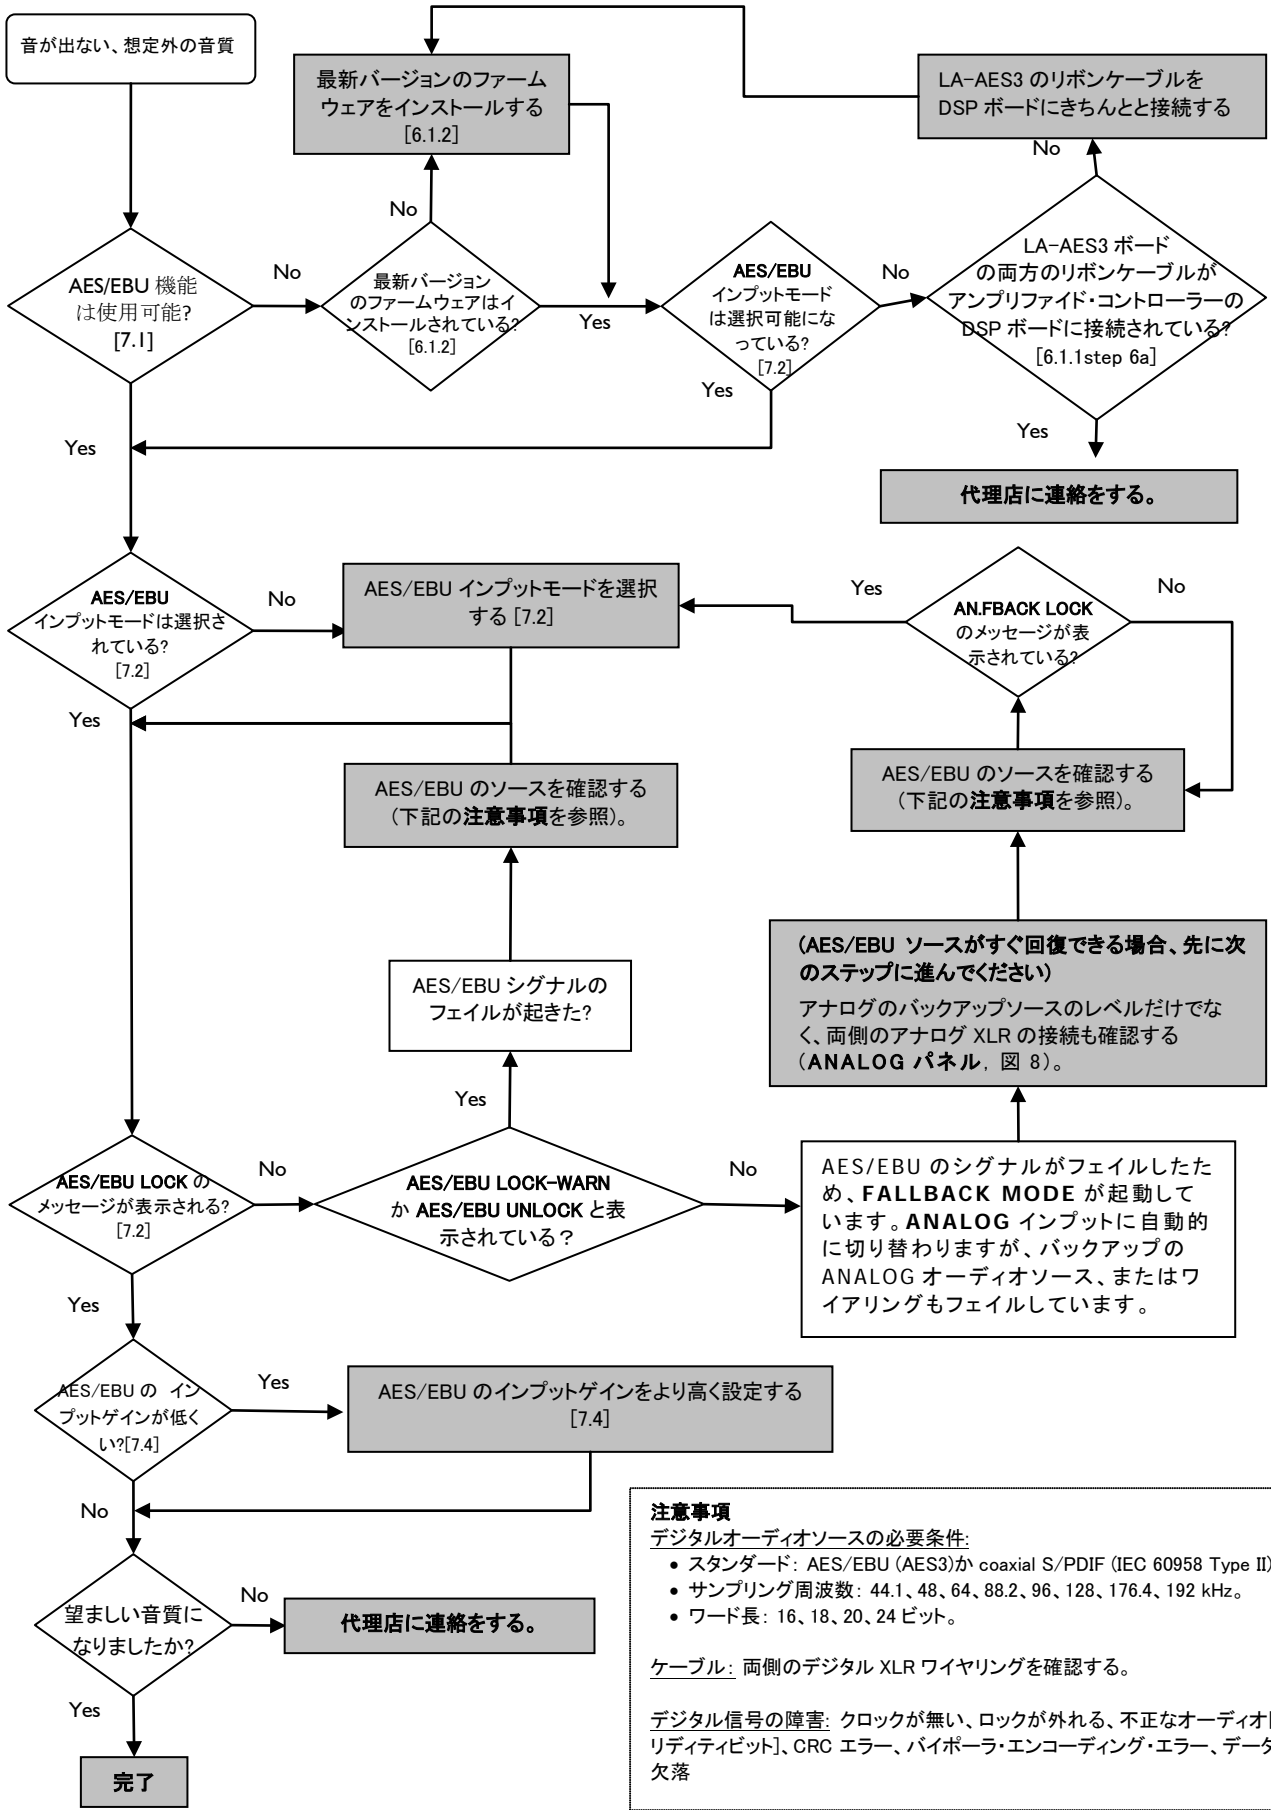 音が出ない、想定外の音質
最新バージョンのファーム
ウェアをインストールする
[6.1.2]
LA-AES3 のリボンケーブルを
DSP ボードにきちんとと接続する
No
No
AES/EBU 機能
は使用可能?
[7.1]
No
最新バージョン
のファームウェアはイ
ンストールされている?
[6.1.2]
Yes
AES/EBU
インプットモード
は選択可能にな
っている?
[7.2]
No
LA-AES3 ボード
の両方のリボンケーブルが
アンプリファイド・コントローラーの
DSP ボードに接続されている?
[6.1.1step 6a]
Yes
Yes
Yes
代理店に連絡をする。
AES/EBU
インプットモードは選択さ
れている?
[7.2]
No
AES/EBU インプットモードを選択
する [7.2]
Yes
AN.FBACK LOCK
のメッセージが表
示されている?
No
Yes
AES/EBU のソースを確認する
(下記の注意事項を参照)。
AES/EBU のソースを確認する
(下記の注意事項を参照)。
AES/EBU シグナルの
フェイルが起きた?
(AES/EBU ソースがすぐ回復できる場合、先に次
のステップに進んでください)
アナログのバックアップソースのレベルだけでな
く、両側のアナログ XLR の接続も確認する
(ANALOG パネル, 図 8)。
Yes
AES/EBU LOCK の
メッセージが表示される?
[7.2]
No
AES/EBU LOCK-WARN
か AES/EBU UNLOCK と表
示されている？
No
AES/EBU のシグナルがフェイルしたた
め、FALLBACK MODE が起動して
います。ANALOG インプットに自動的
に切り替わりますが、バックアップの
ANALOG オーディオソース、またはワ
イアリングもフェイルしています。
Yes
AES/EBU の イン
プットゲインが低く
い?[7.4]
Yes
AES/EBU のインプットゲインをより高く設定する
[7.4]
No
望ましい音質に
なりましたか?
No
代理店に連絡をする。
Yes
完了
注意事項
デジタルオーディオソースの必要条件:
• スタンダード: AES/EBU (AES3)か coaxial S/PDIF (IEC 60958 Type II)
• サンプリング周波数: 44.1、48、64、88.2、96、128、176.4、192 kHz。
• ワード長: 16、18、20、24 ビット。
ケーブル: 両側のデジタル XLR ワイヤリングを確認する。
デジタル信号の障害: クロックが無い、ロックが外れる、不正なオーディオ[
リディティビット]、CRC エラー、バイポーラ・エンコーディング・エラー、データ
欠落